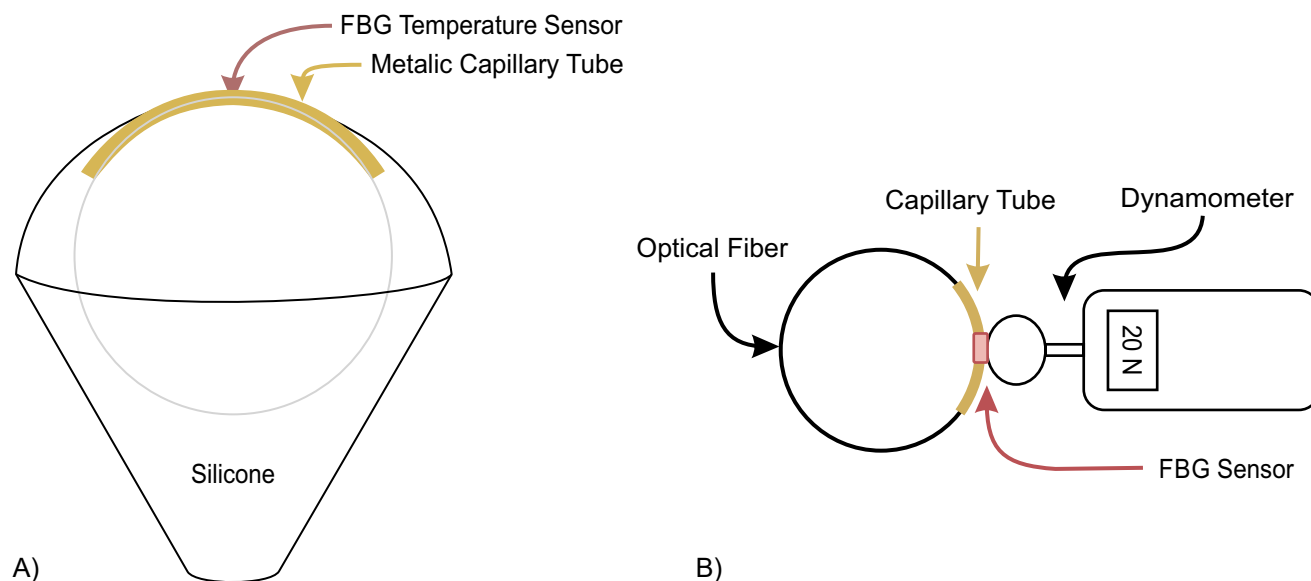 FBG Temperature Sensor
Metalic Capillary Tube
Silicone
A)
Capillary Tube
Dynamometer
Optical Fiber
20 N
FBG Sensor
B)